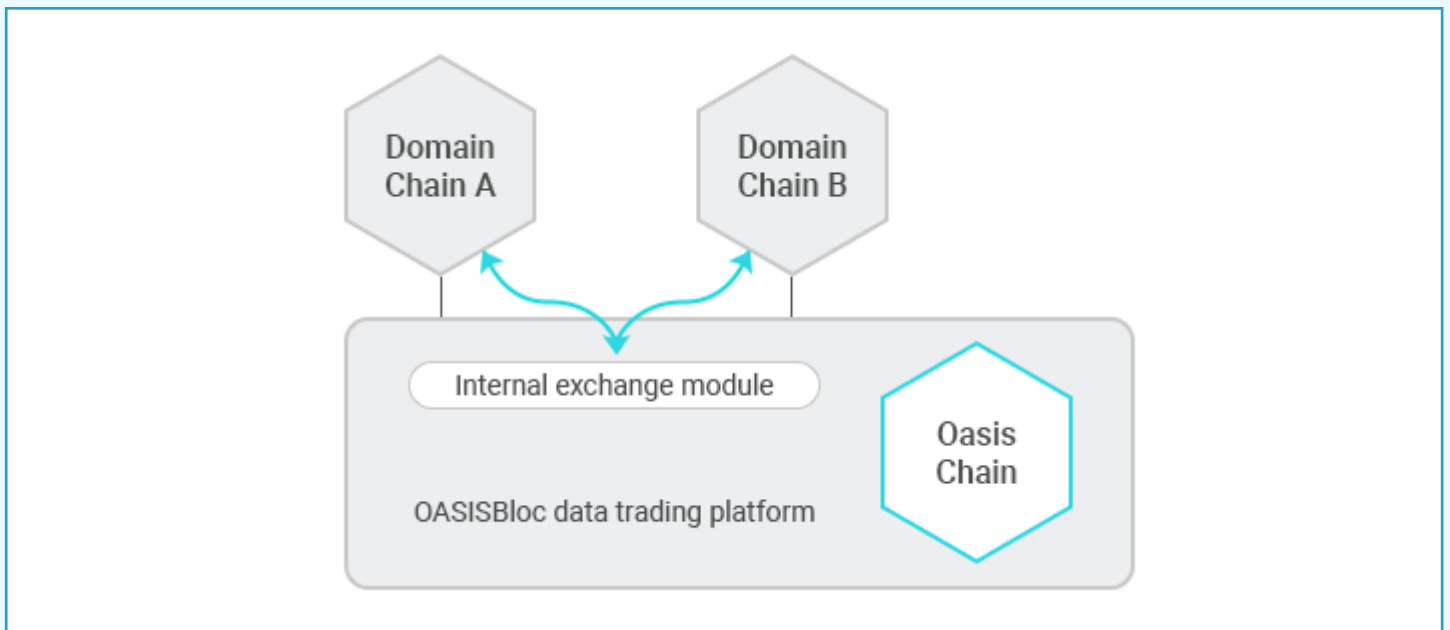 Domain
Chain A
Domain
Chain B
Internal exchange module
Oasis
Chain
OASISBloc data trading platform